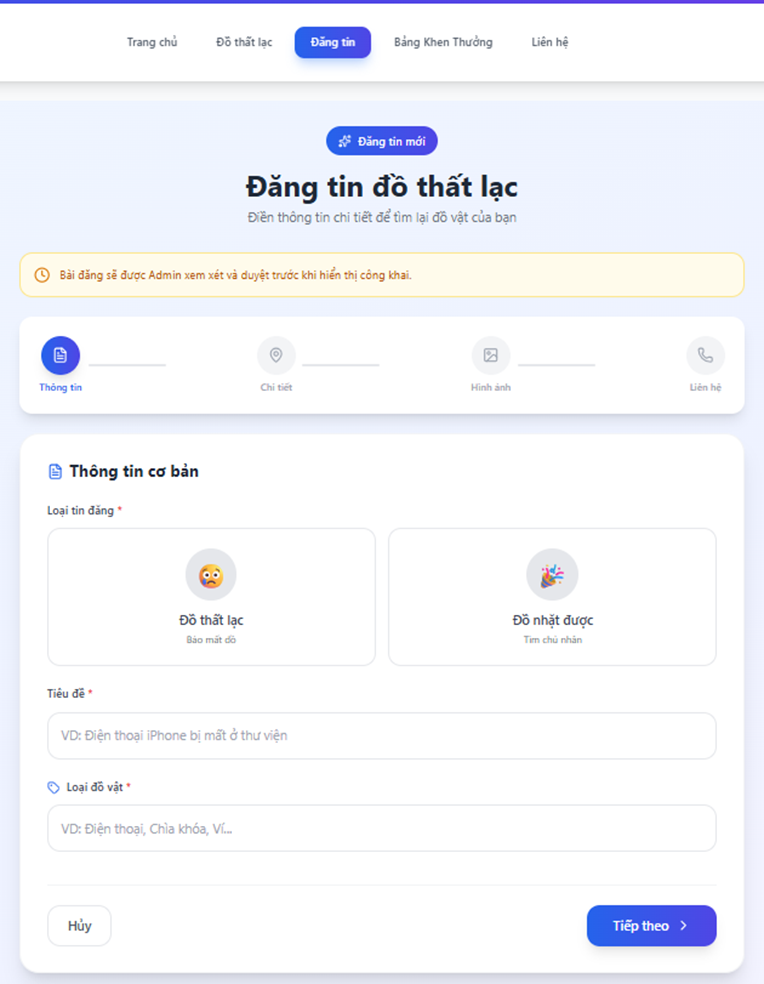 Trang chủ Đồ thất lạc Đăng tin Bảng Khen Thưởng Liên hệ
Đăng tin mới
Đăng tin đồ thất lạc
Điền thông tin chi tiết để tìm lại đồ vật của bạn
Bài đăng sẽ được Admin xem xét và duyệt trước khi hiển thị công khai.
Thông tin Chi tiết Hình ảnh Liên hệ
Thông tin cơ bản
Loại tin đăng *
Đồ thất lạc
Báo mất đồ
Đồ nhặt được
Tìm chủ nhân
Tiêu đề *
VD: Điện thoại iPhone bị mất ở thư viện
Loại đồ vật *
VD: Điện thoại, Chìa khóa, Ví...
Hủy Tiếp theo